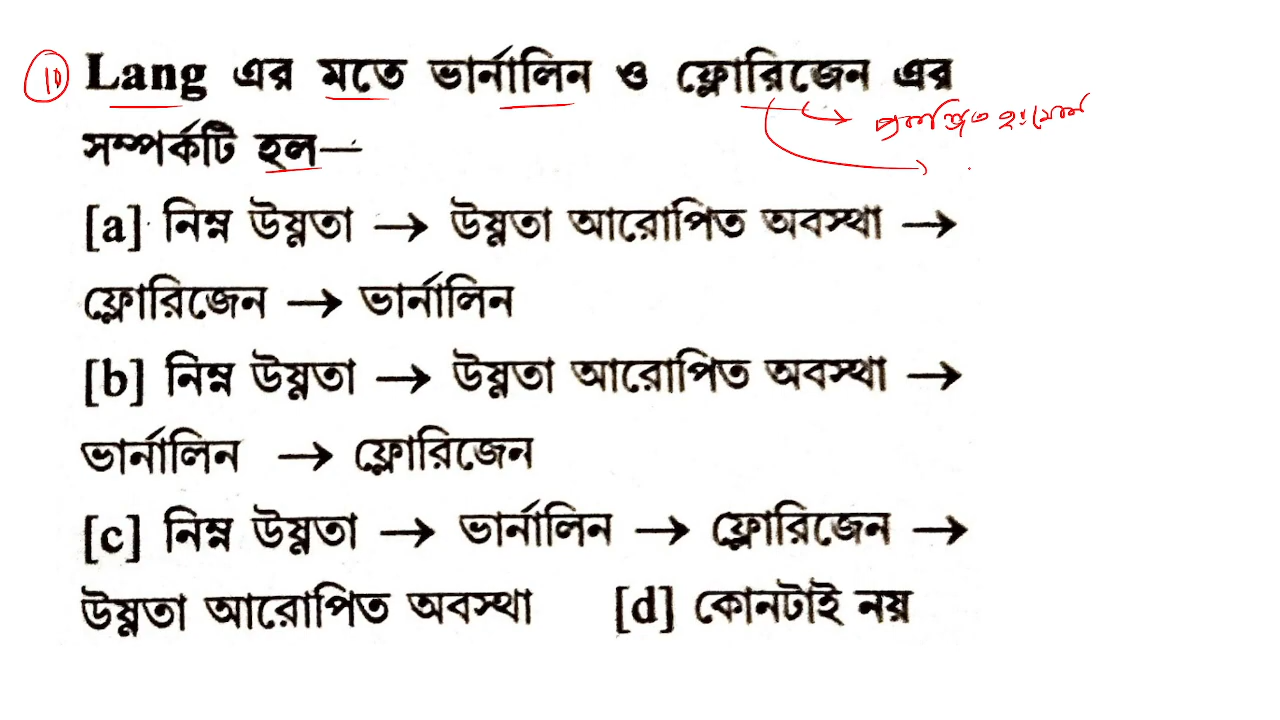 10 Lang এর মতে ভার্নালিন ও ফ্লোরিজেন এর
সম্পর্কটি হল—
[a] নিম্ন উষ্ণতা → উষ্ণতা আরোপিত অবস্থা →
ফ্লোরিজেন → ভার্নালিন
[b] নিম্ন উষ্ণতা → উষ্ণতা আরোপিত অবস্থা →
ভার্নালিন → ফ্লোরিজেন
[c] নিম্ন উষ্ণতা → ভার্নালিন → ফ্লোরিজেন →
উষ্ণতা আরোপিত অবস্থা [d] কোনটাই নয়